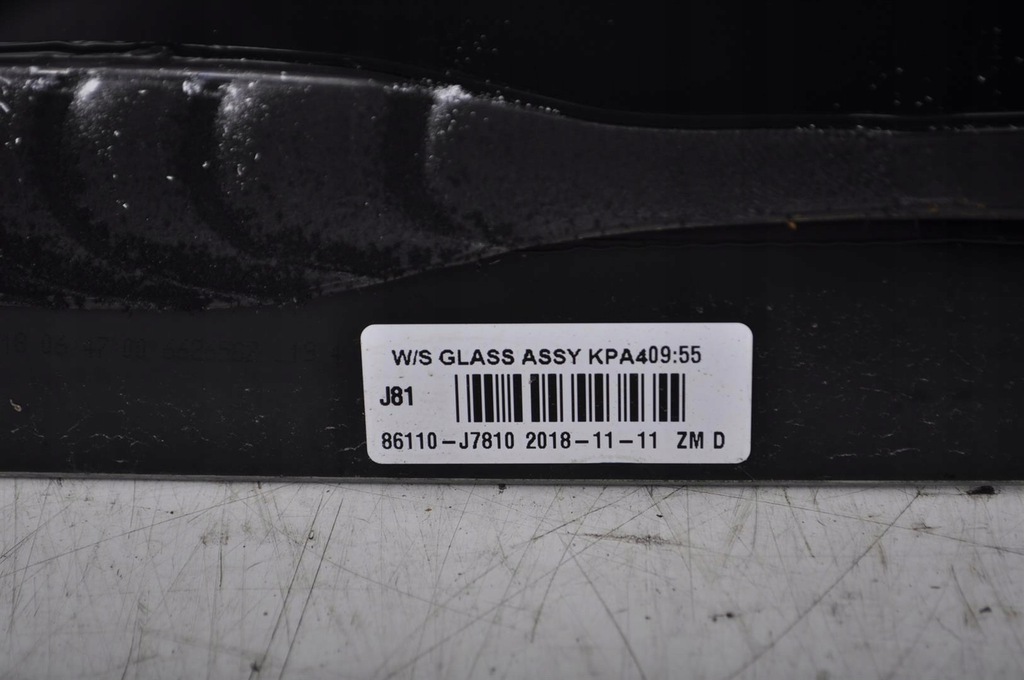 W/S GLASS ASSY KPA409:55
J81
86110-J7810 2018-11-11 ZM D